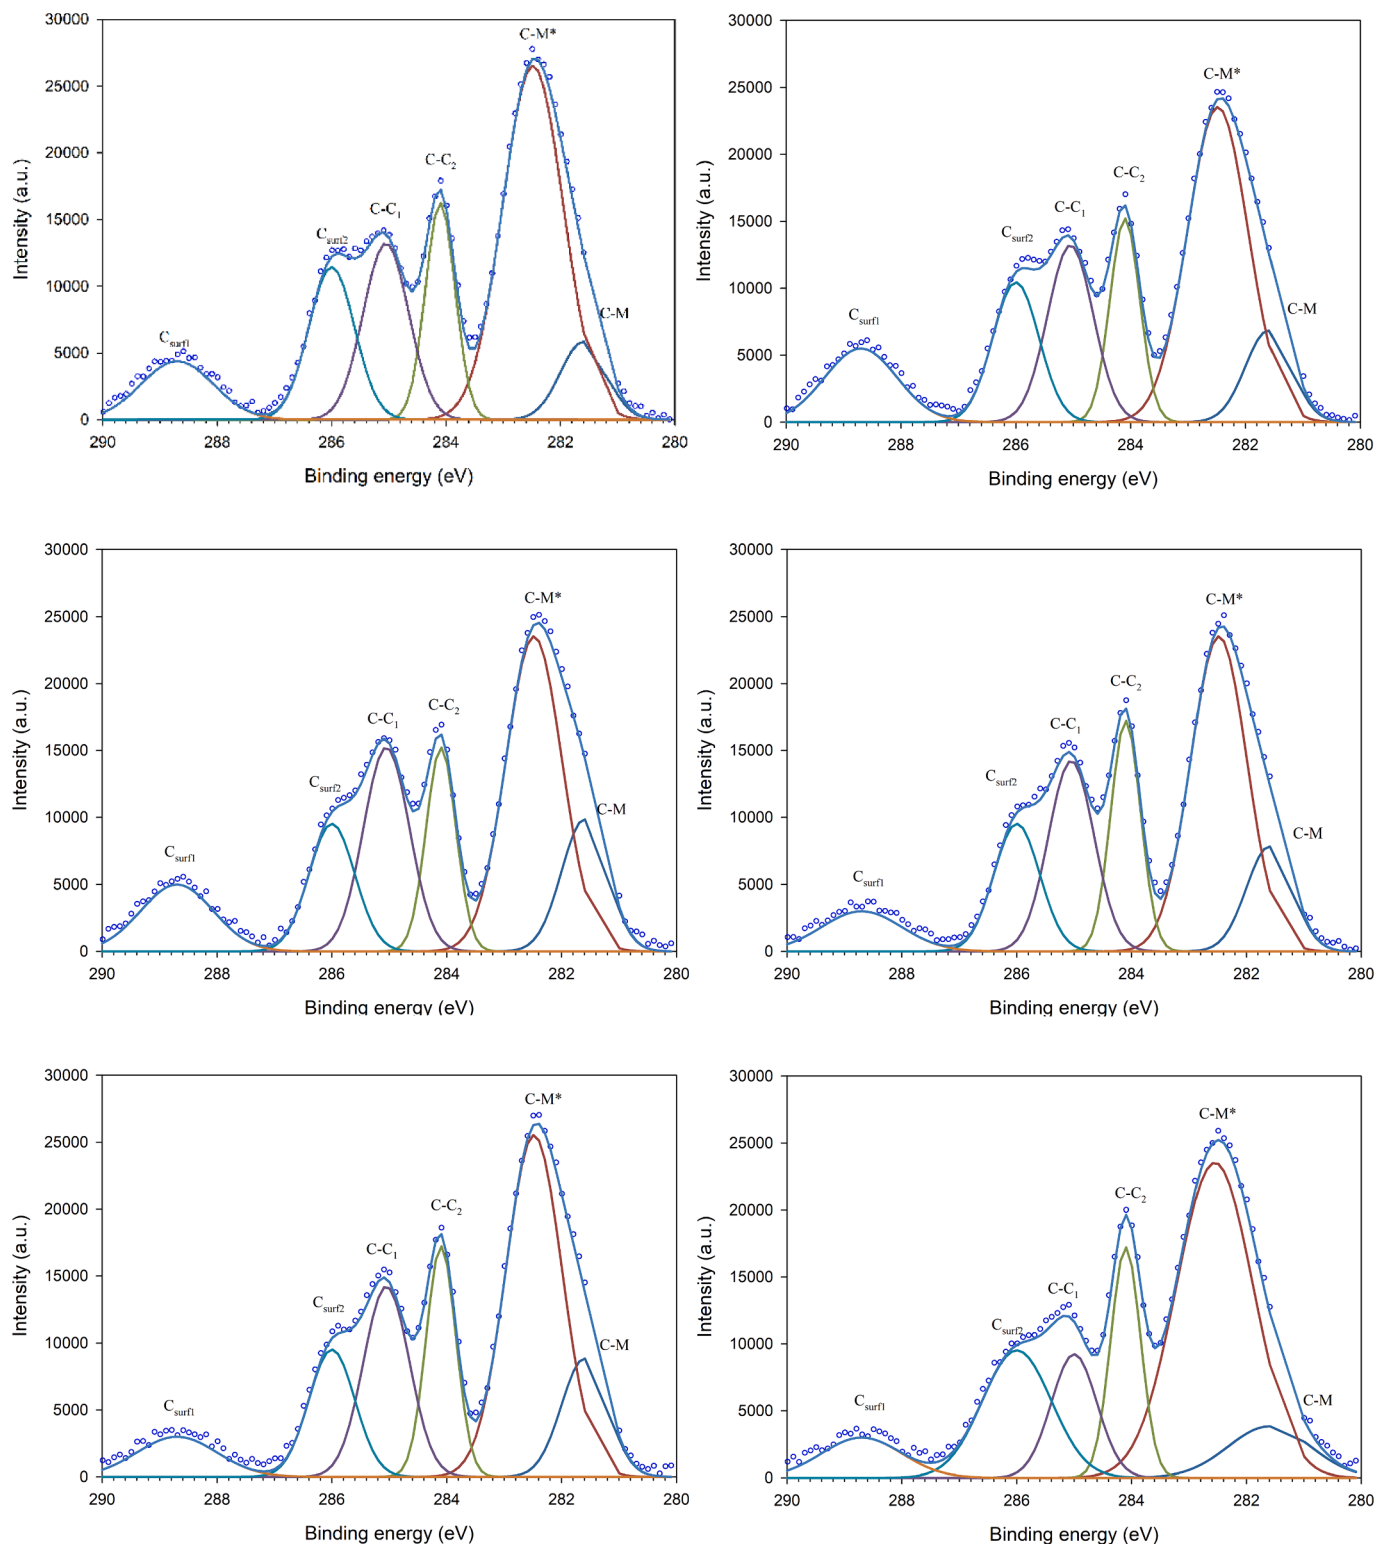 30000
25000
20000
15000
10000
5000
0
Intensity (a.u.)
C-M*
C-C2
C-C1
Csurf2
Csurf1
C-M
290
288
286
284
282
280
Binding energy (eV)
30000
25000
20000
15000
10000
5000
0
Intensity (a.u.)
C-M*
C-C2
C-C1
Csurf2
Csurf1
C-M
290
288
286
284
282
280
Binding energy (eV)
30000
25000
20000
15000
10000
5000
0
Intensity (a.u.)
C-M*
C-C2
C-C1
Csurf2
Csurf1
C-M
290
288
286
284
282
280
Binding energy (eV)
30000
25000
20000
15000
10000
5000
0
Intensity (a.u.)
C-M*
C-C2
C-C1
Csurf2
Csurf1
C-M
290
288
286
284
282
280
Binding energy (eV)
30000
25000
20000
15000
10000
5000
0
Intensity (a.u.)
C-M*
C-C2
C-C1
Csurf2
Csurf1
C-M
290
288
286
284
282
280
Binding energy (eV)
30000
25000
20000
15000
10000
5000
0
Intensity (a.u.)
C-M*
C-C2
C-C1
Csurf2
Csurf1
C-M
290
288
286
284
282
280
Binding energy (eV)